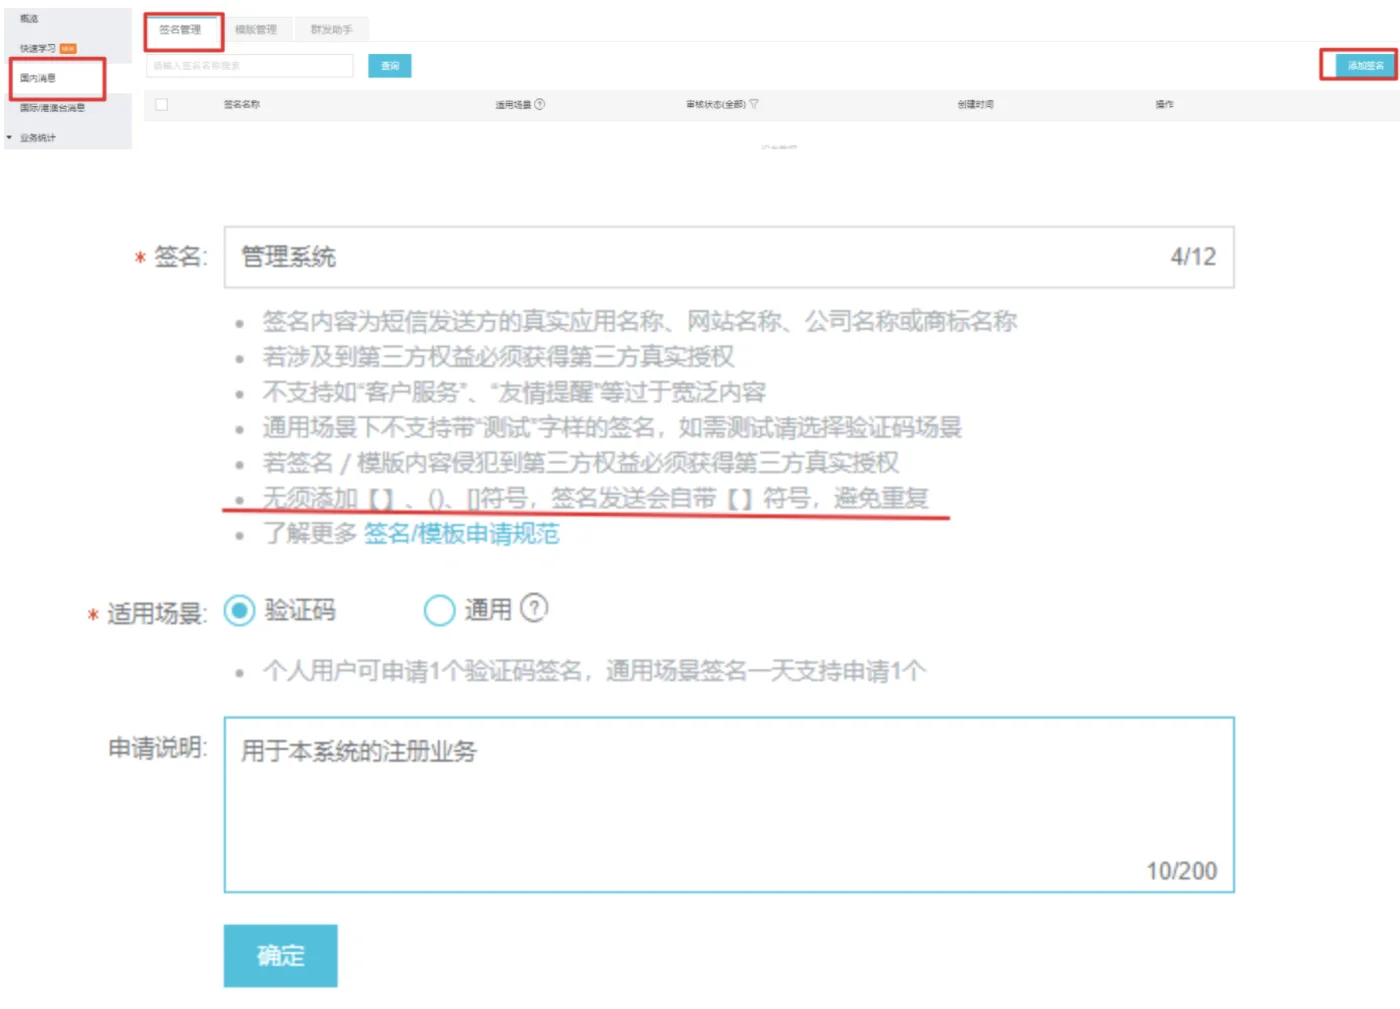 概览
快速学习
国内消息
国际/港澳台消息
业务统计
签名管理 模版管理 群发助手
请输入签名名称搜索 查询 添加签名
签名名称 适用场景 ? 审核状态(全部) 创建时间 操作
* 签名: 管理系统 4/12
签名内容为短信发送方的真实应用名称、网站名称、公司名称或商标名称
若涉及到第三方权益必须获得第三方真实授权
不支持如“客户服务”、“友情提醒”等过于宽泛内容
通用场景下不支持带“测试”字样的签名，如需测试请选择验证码场景
若签名 / 模版内容侵犯到第三方权益必须获得第三方真实授权
无须添加【】、()、[]符号，签名发送会自带【】符号，避免重复
了解更多 签名/模板申请规范
* 适用场景: 验证码 通用 ?
个人用户可申请1个验证码签名，通用场景签名一天支持申请1个
申请说明: 用于本系统的注册业务
10/200
确定